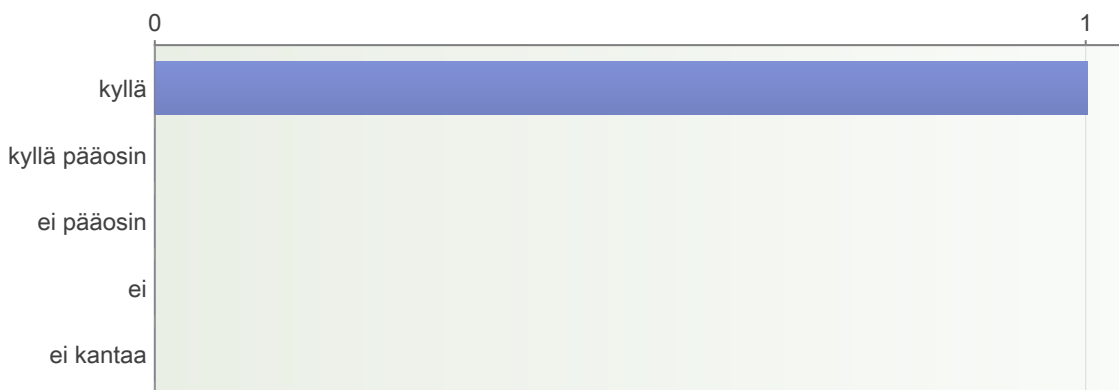 0 1
kyllä
kyllä pääosin
ei pääosin
ei
ei kantaa